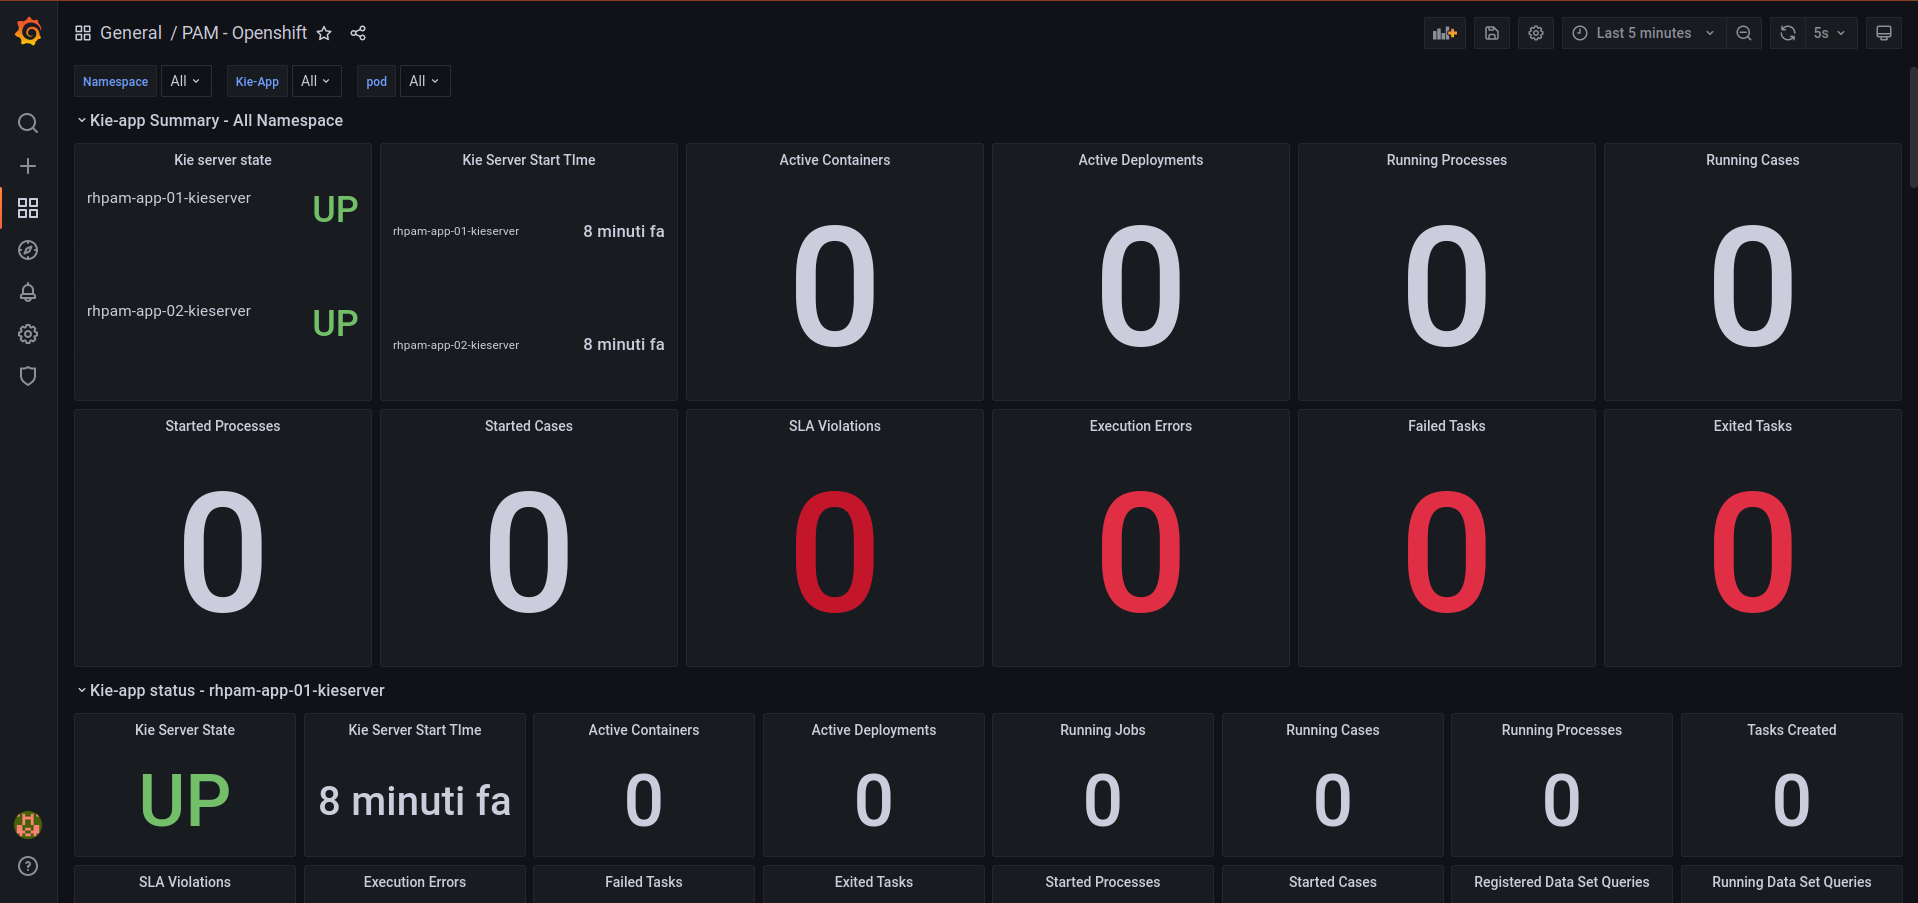 General / PAM - Openshift
Last 5 minutes
5s
Namespace All Kie-App All pod All
Kie-app Summary - All Namespace
Kie server state
rhpam-app-01-kieserver UP
rhpam-app-02-kieserver UP
Kie Server Start TIme
rhpam-app-01-kieserver 8 minuti fa
rhpam-app-02-kieserver 8 minuti fa
Active Containers
0
Active Deployments
0
Running Processes
0
Running Cases
0
Started Processes
0
Started Cases
0
SLA Violations
0
Execution Errors
0
Failed Tasks
0
Exited Tasks
0
Kie-app status - rhpam-app-01-kieserver
Kie Server State
UP
Kie Server Start TIme
8 minuti fa
Active Containers
0
Active Deployments
0
Running Jobs
0
Running Cases
0
Running Processes
0
Tasks Created
0
SLA Violations
Execution Errors
Failed Tasks
Exited Tasks
Started Processes
Started Cases
Registered Data Set Queries
Running Data Set Queries